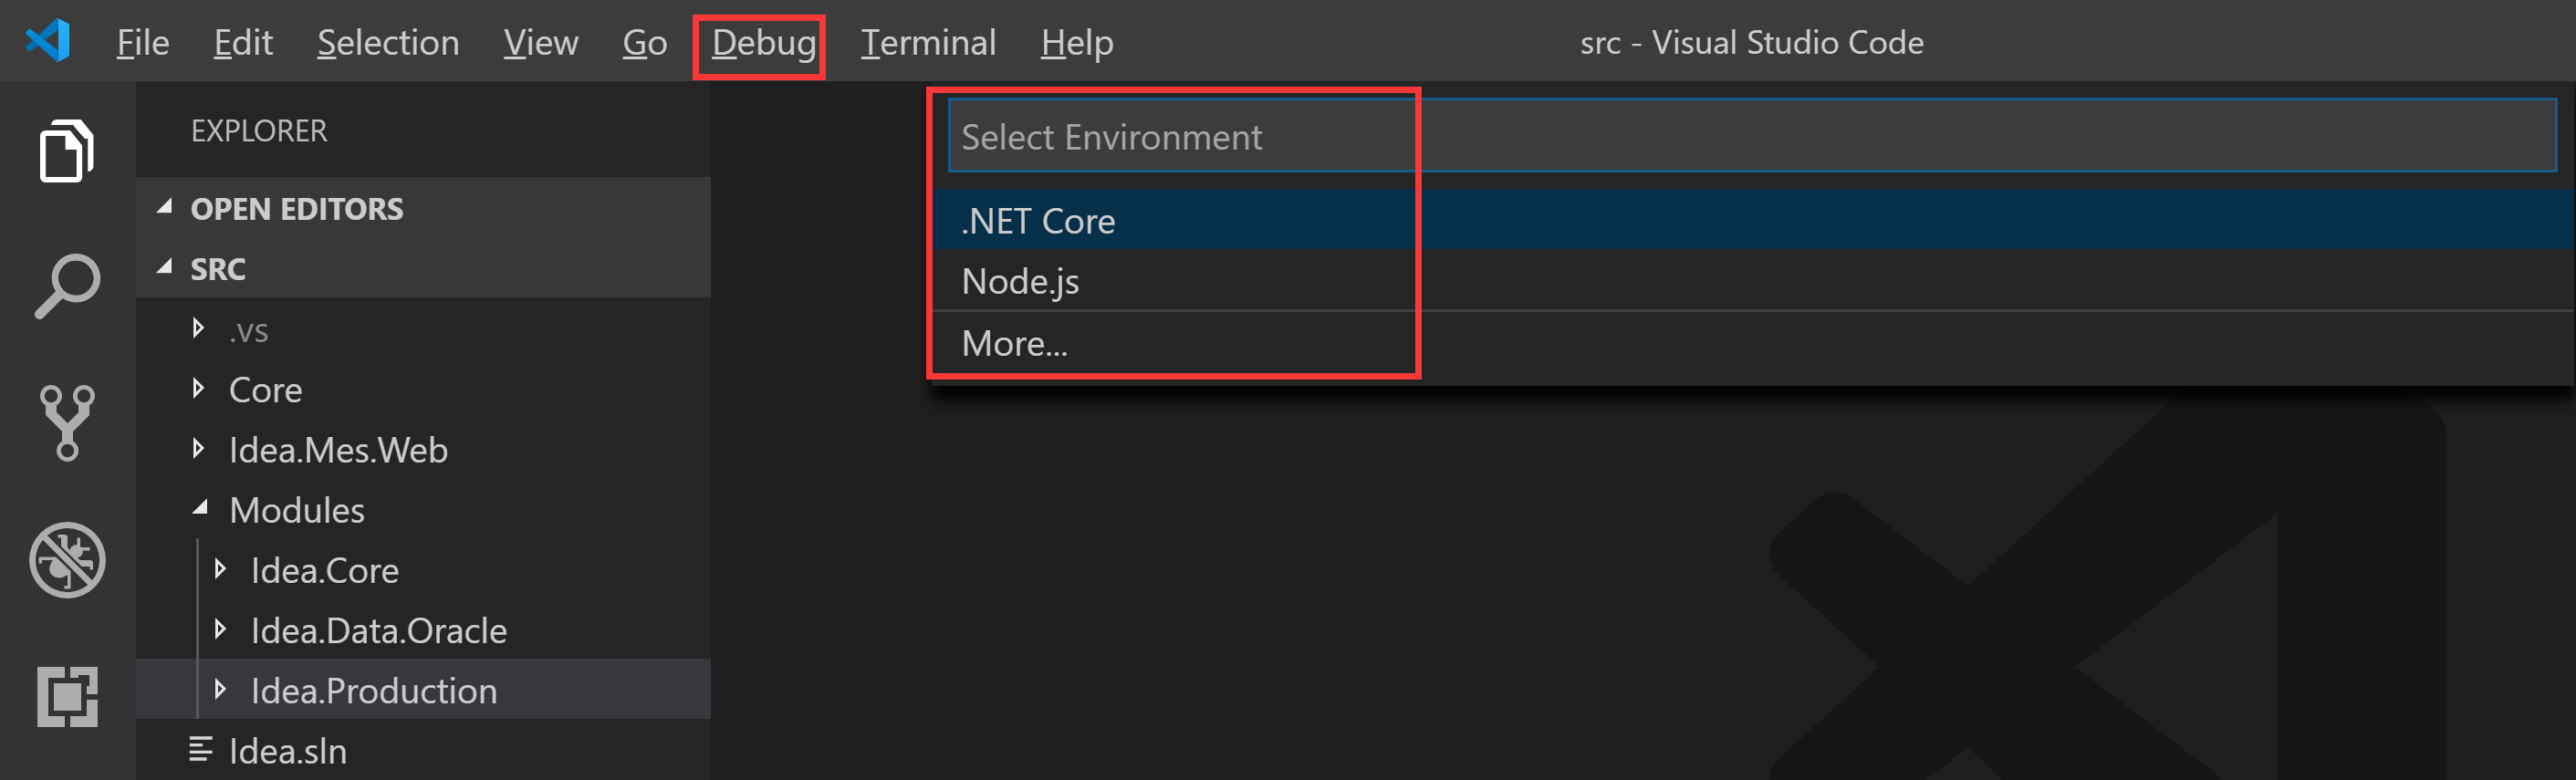 File Edit Selection View Go Debug Terminal Help src - Visual Studio Code
EXPLORER
OPEN EDITORS
SRC
.vs
Core
Idea.Mes.Web
Modules
Idea.Core
Idea.Data.Oracle
Idea.Production
Idea.sln
Select Environment
.NET Core
Node.js
More...